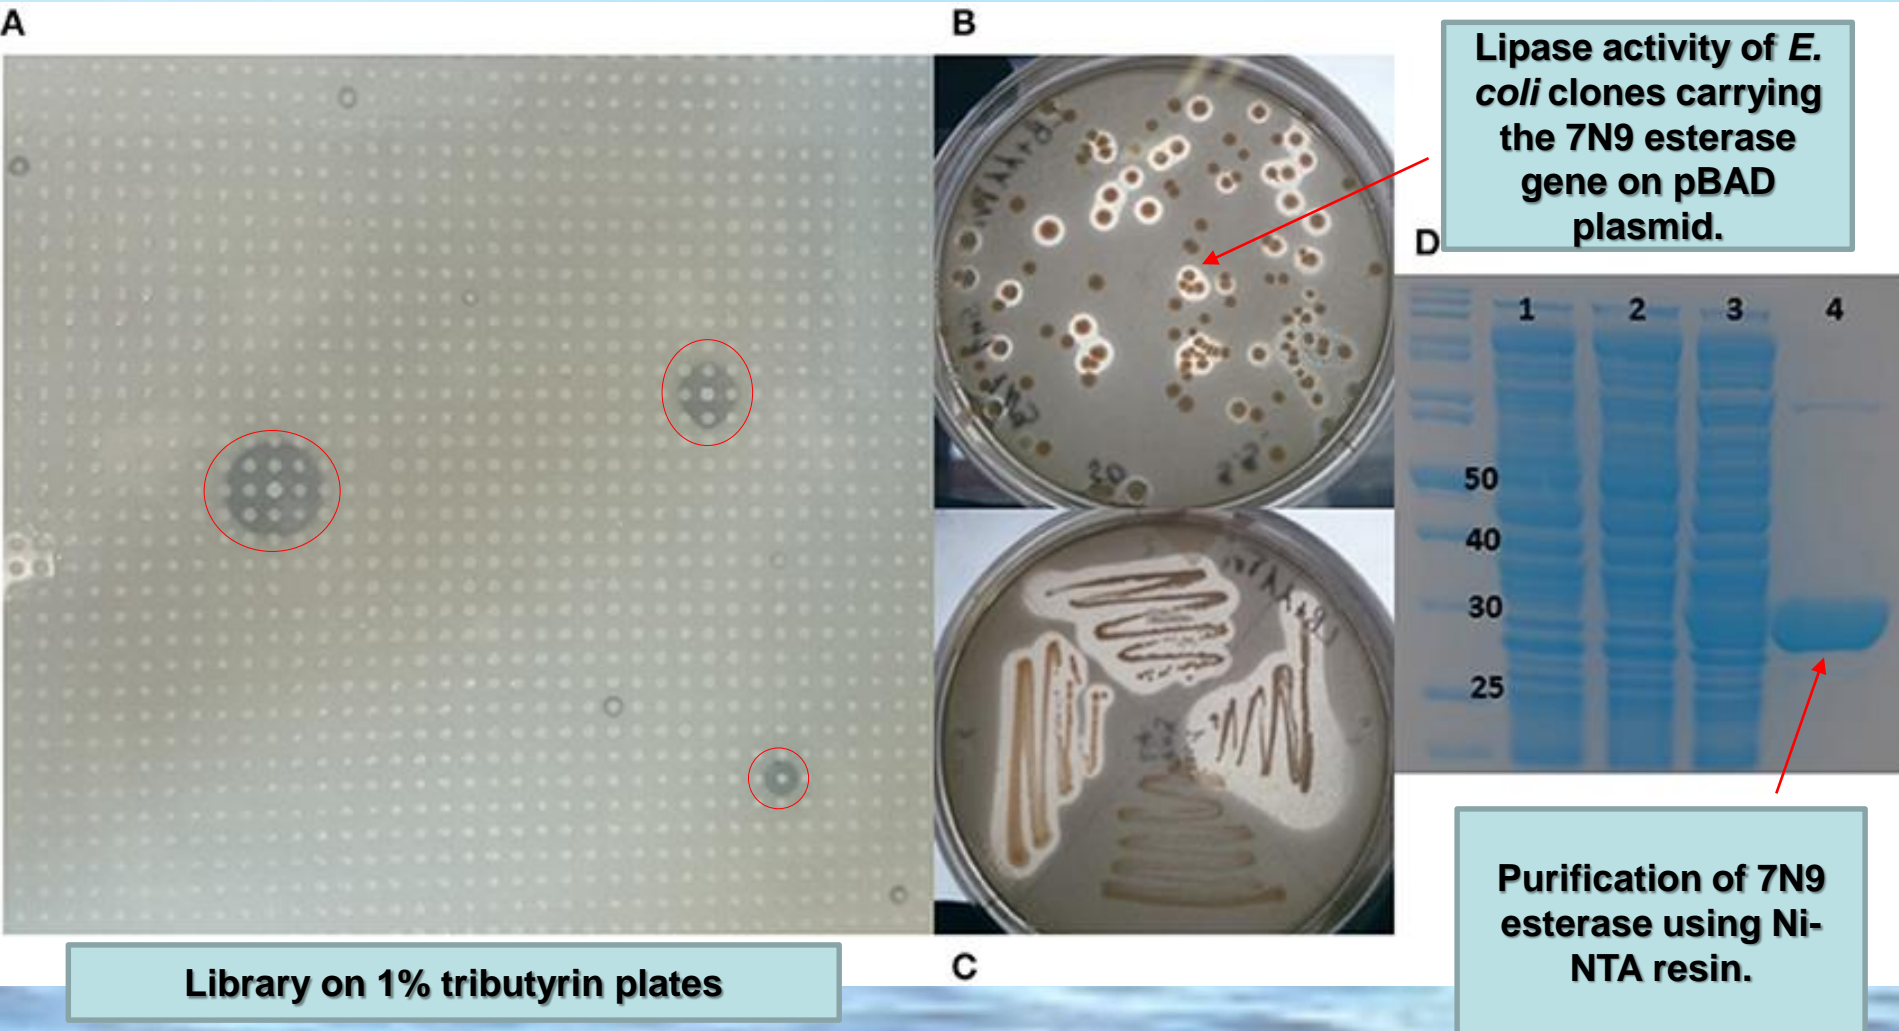 A
B
Lipase activity of E.
coli clones carrying
the 7N9 esterase
gene on pBAD
plasmid.
D
1 2 3 4
50
40
30
25
Purification of 7N9
esterase using Ni-
NTA resin.
Library on 1% tributyrin plates
C